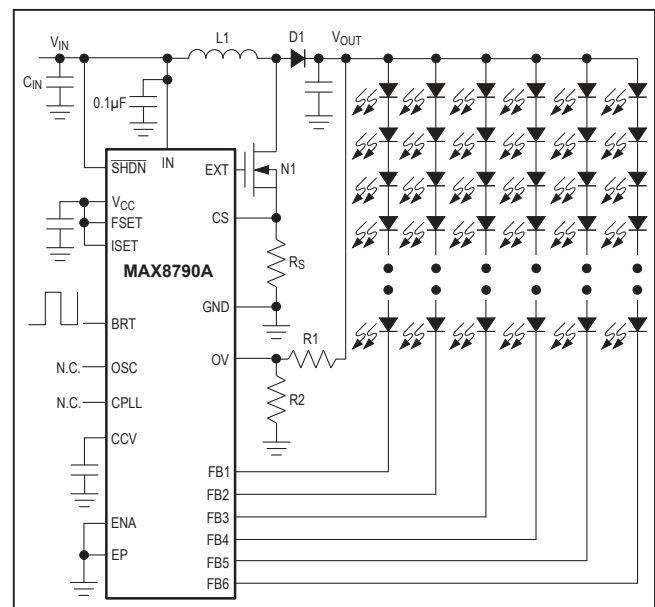 VIN
L1
D1
VOUT
CIN
0.1µF
SHDN
IN
EXT
N1
VCC
FSET
ISET
CS
MAX8790A
RS
GND
BRT
R1
OV
N.C.
OSC
R2
N.C.
CPLL
CCV
FB1
FB2
ENA
FB3
FB4
EP
FB5
FB6